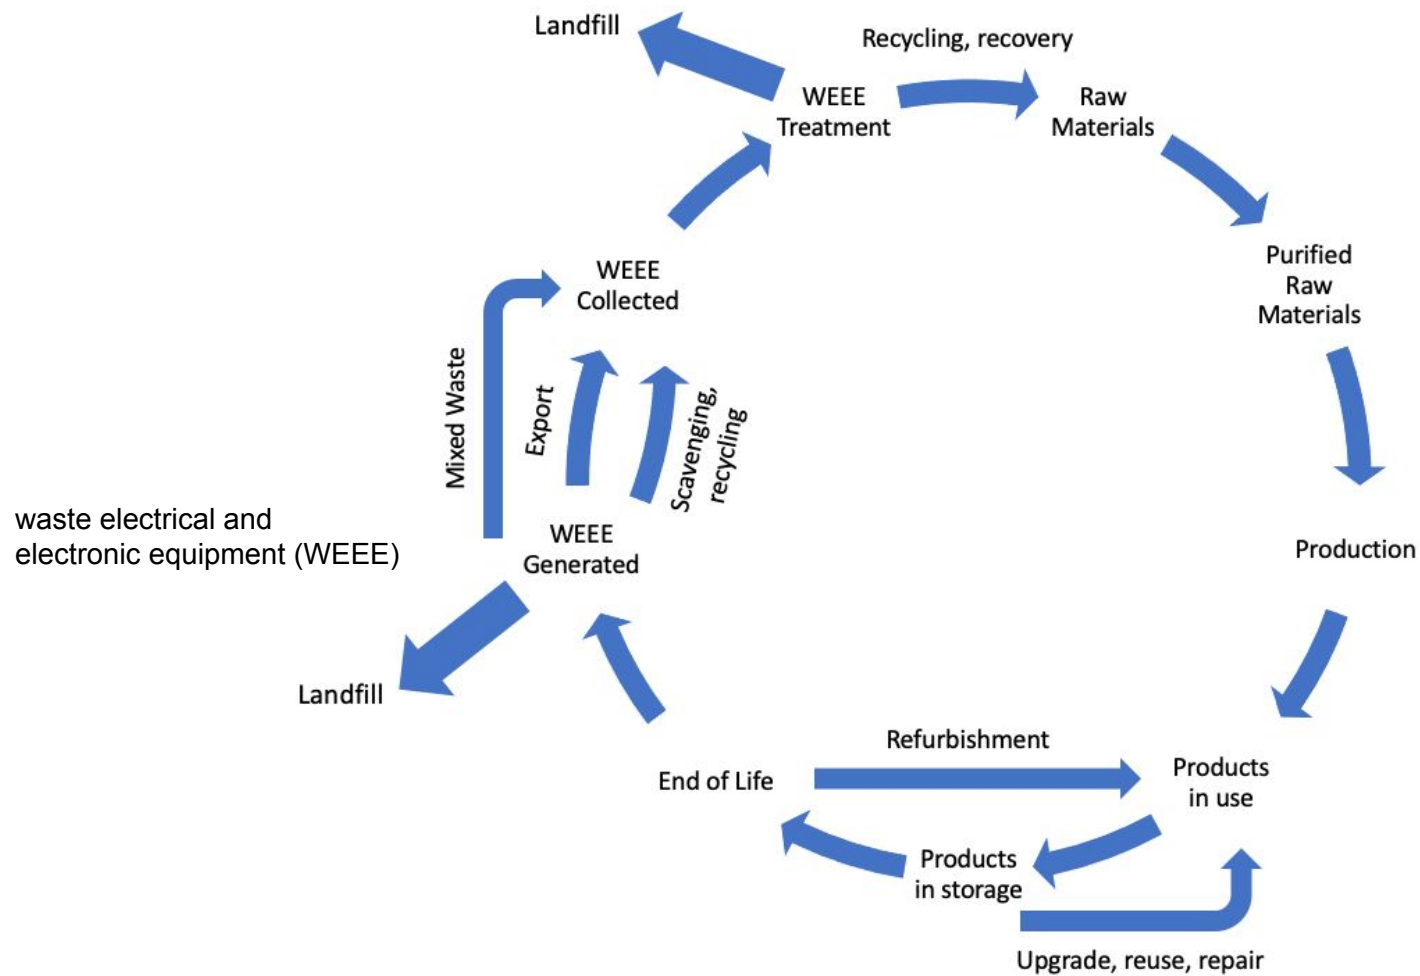 Landfill
Recycling, recovery
WEEE
Treatment
Raw
Materials
Purified
Raw
Materials
WEEE
Collected
Mixed Waste
Export
Scavenging,
recycling
waste electrical and
electronic equipment (WEEE)
WEEE
Generated
Production
Landfill
Refurbishment
End of Life
Products
in use
Products
in storage
Upgrade, reuse, repair